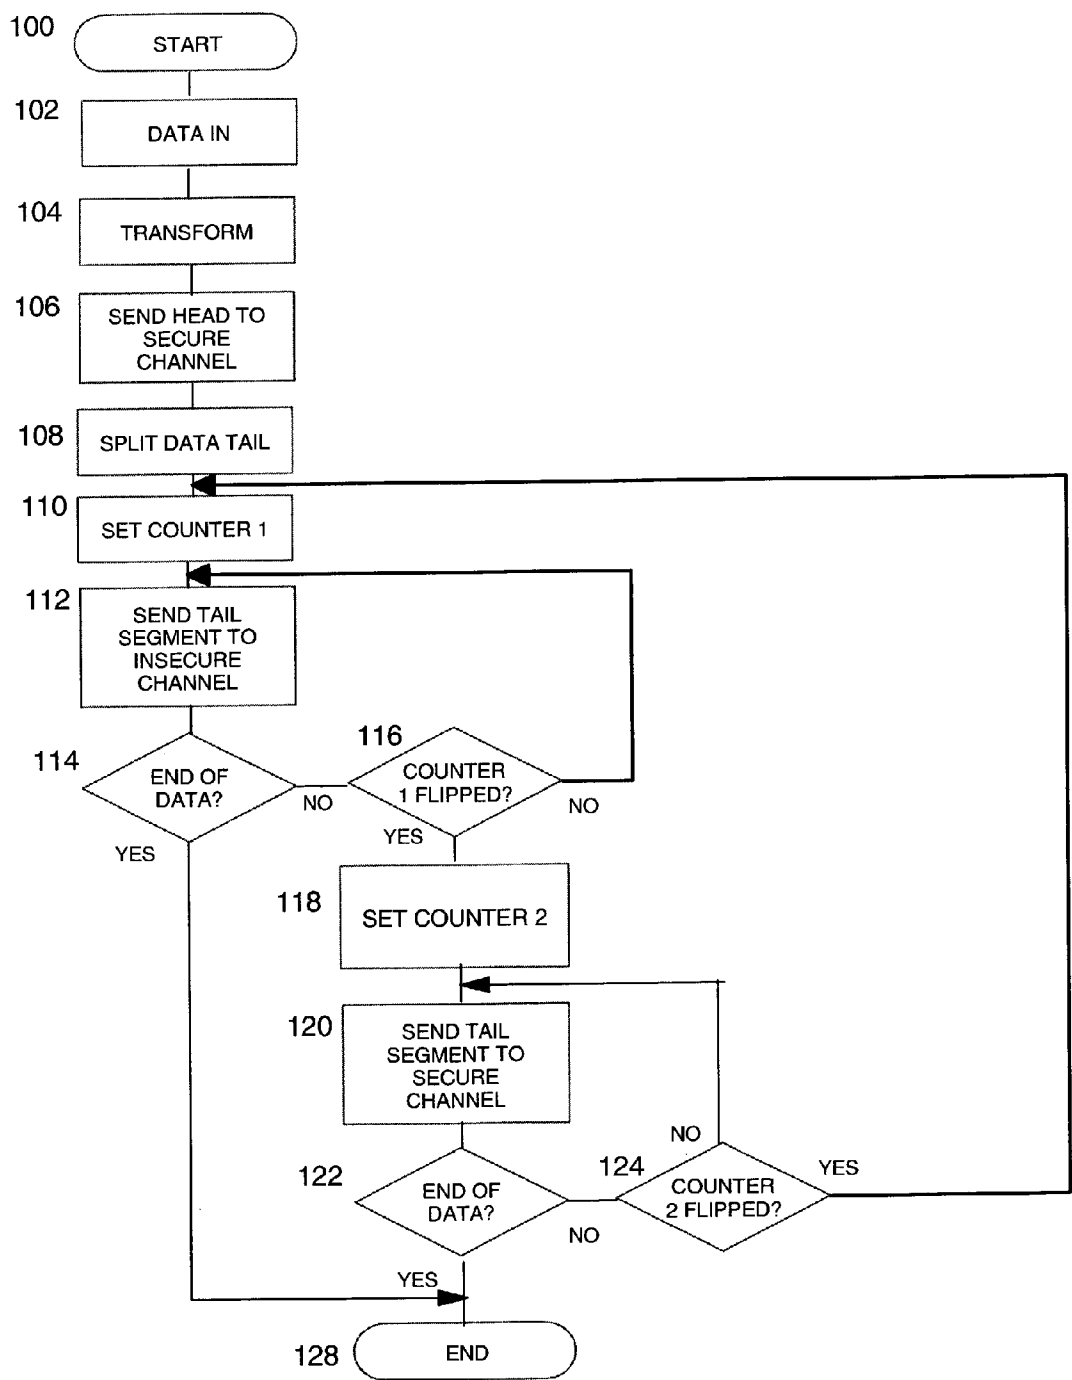 100
START
102
DATA IN
104
TRANSFORM
106
SEND HEAD TO
SECURE
CHANNEL
108
SPLIT DATA TAIL
110
SET COUNTER 1
112
SEND TAIL
SEGMENT TO
INSECURE
CHANNEL
114
END OF
DATA?
NO
YES
116
COUNTER
1 FLIPPED?
NO
YES
118
SET COUNTER 2
120
SEND TAIL
SEGMENT TO
SECURE
CHANNEL
122
END OF
DATA?
NO
YES
124
COUNTER
2 FLIPPED?
NO
YES
128
END